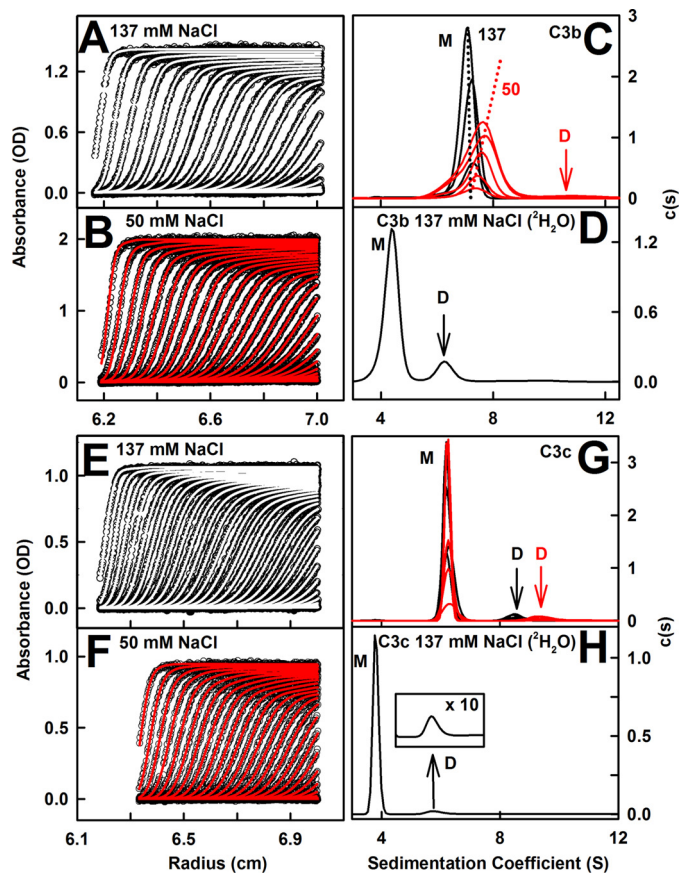 A
137 mM NaCl
1.2
0.6
0.0
Absorbance (OD)
B
50 mM NaCl
2
1
0
6.2
6.6
7.0
M
137
50
C3b
C
3
2
1
0
D
c(s)
C3b 137 mM NaCl (²H₂O)
D
M
D
1.2
0.6
0.0
4
8
12
E
137 mM NaCl
1.0
0.5
0.0
Absorbance (OD)
F
50 mM NaCl
1.0
0.5
0.0
6.1
6.5
6.9
Radius (cm)
M
C3c
G
3
2
1
0
D
D
c(s)
C3c 137 mM NaCl (²H₂O)
H
M
x 10
D
1.0
0.5
0.0
4
8
12
Sedimentation Coefficient (S)